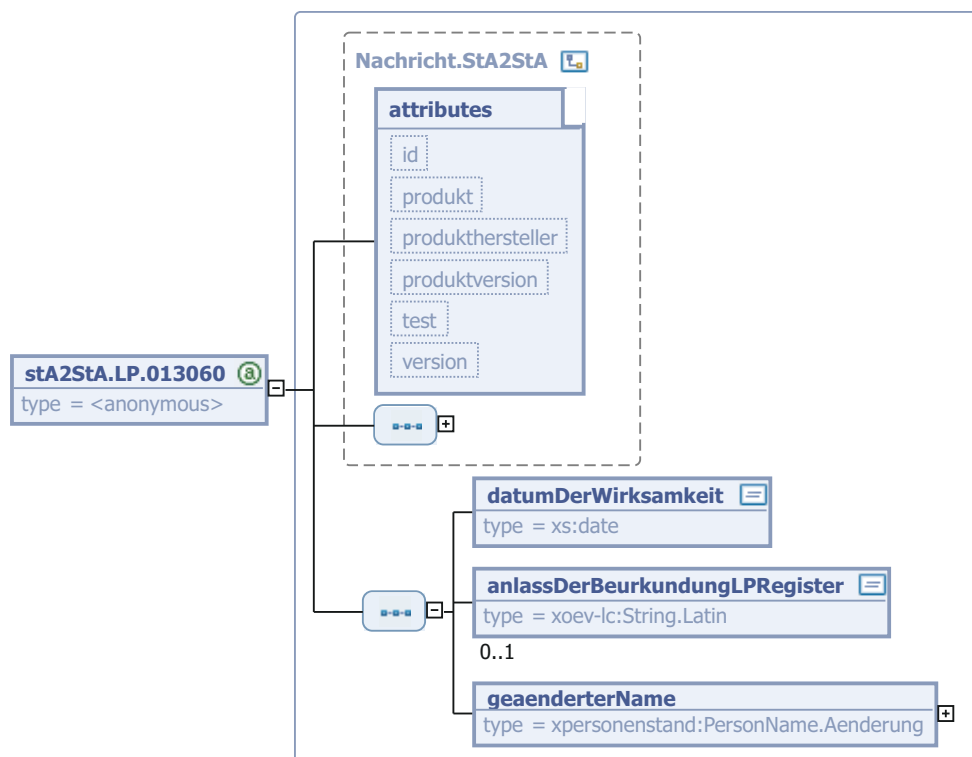 Nachricht.StA2StA
attributes
id
produkt
produkthersteller
produktversion
test
version
stA2StA.LP.013060 a
type = <anonymous>
datumDerWirksamkeit
type = xs:date
anlassDerBeurkundungLPRegister
type = xoev-lc:String.Latin
0..1
geaenderterName
type = xpersonenstand:PersonName.Aenderung